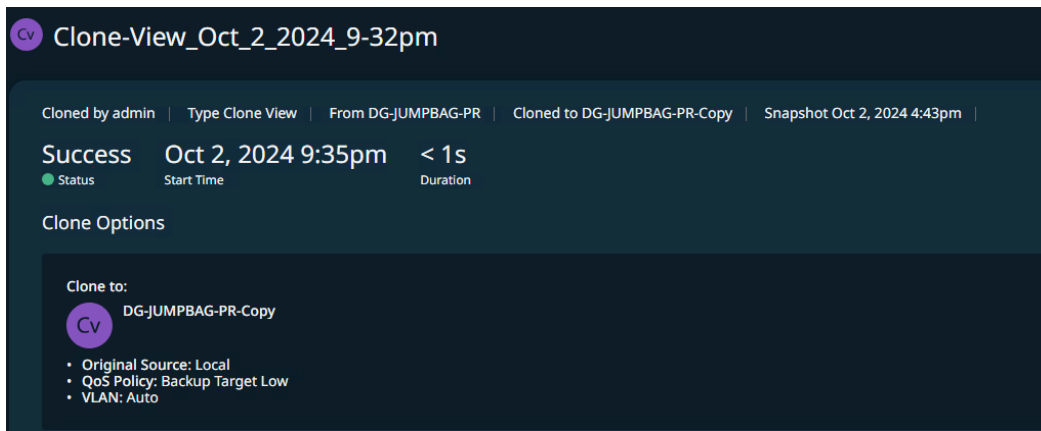 Cv Clone-View_Oct_2_2024_9-32pm
Cloned by admin | Type Clone View | From DG-JUMPBAG-PR | Cloned to DG-JUMPBAG-PR-Copy | Snapshot Oct 2, 2024 4:43pm |
Success Oct 2, 2024 9:35pm < 1s
Status Start Time Duration
Clone Options
Clone to:
Cv DG-JUMPBAG-PR-Copy
• Original Source: Local
• QoS Policy: Backup Target Low
• VLAN: Auto